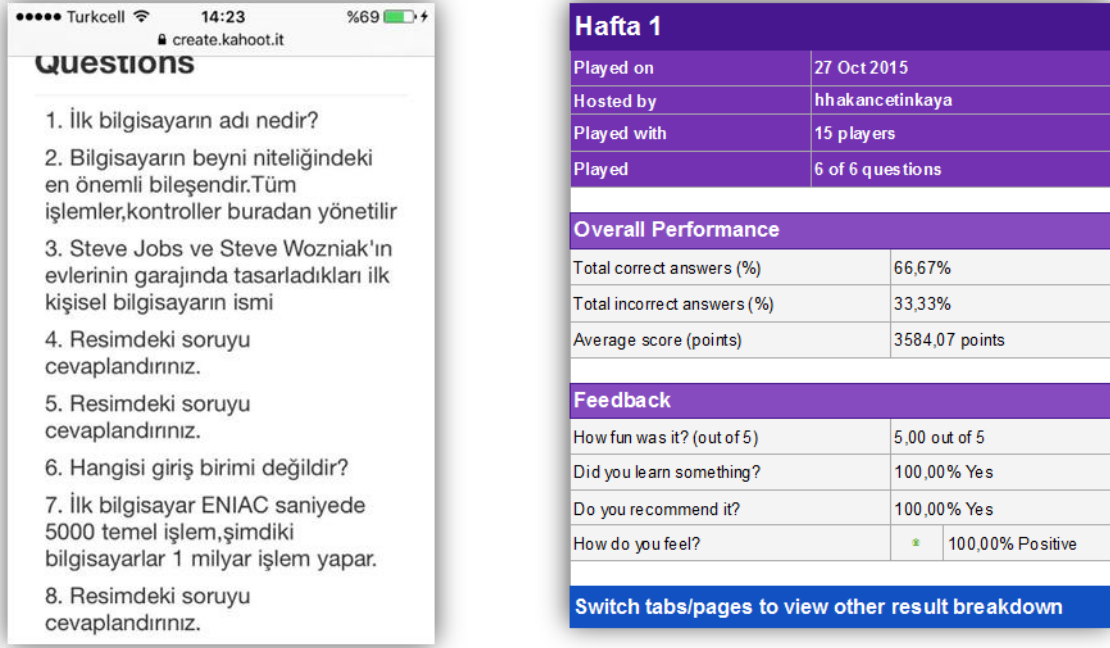 Turkcell 14:23 %69
create.kahoot.it
Questions
1. İlk bilgisayarın adı nedir?
2. Bilgisayarın beyni niteliğindeki
en önemli bileşendir.Tüm
işlemler,kontroller buradan yönetilir
3. Steve Jobs ve Steve Wozniak'ın
evlerinin garajında tasarladıkları ilk
kişisel bilgisayarın ismi
4. Resimdeki soruyu
cevaplandırınız.
5. Resimdeki soruyu
cevaplandırınız.
6. Hangisi giriş birimi değildir?
7. İlk bilgisayar ENIAC saniyede
5000 temel işlem,şimdiki
bilgisayarlar 1 milyar işlem yapar.
8. Resimdeki soruyu
cevaplandırınız.
Hafta 1
Played on 27 Oct 2015
Hosted by hhakancetinkaya
Played with 15 players
Played 6 of 6 questions
Overall Performance
Total correct answers (%) 66,67%
Total incorrect answers (%) 33,33%
Average score (points) 3584,07 points
Feedback
How fun was it? (out of 5) 5,00 out of 5
Did you learn something? 100,00% Yes
Do you recommend it? 100,00% Yes
How do you feel? 100,00% Positive
Switch tabs/pages to view other result breakdown